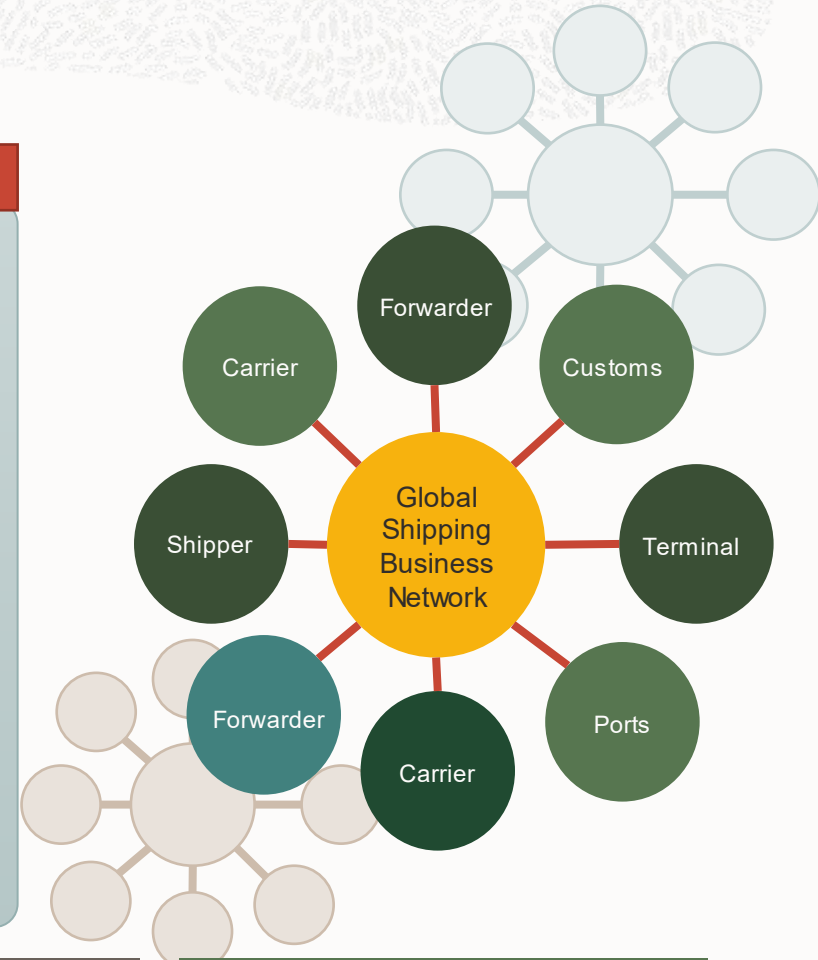 Forwarder
Carrier
Customs
Global
Shipping
Business
Network
Shipper
Terminal
Forwarder
Ports
Carrier